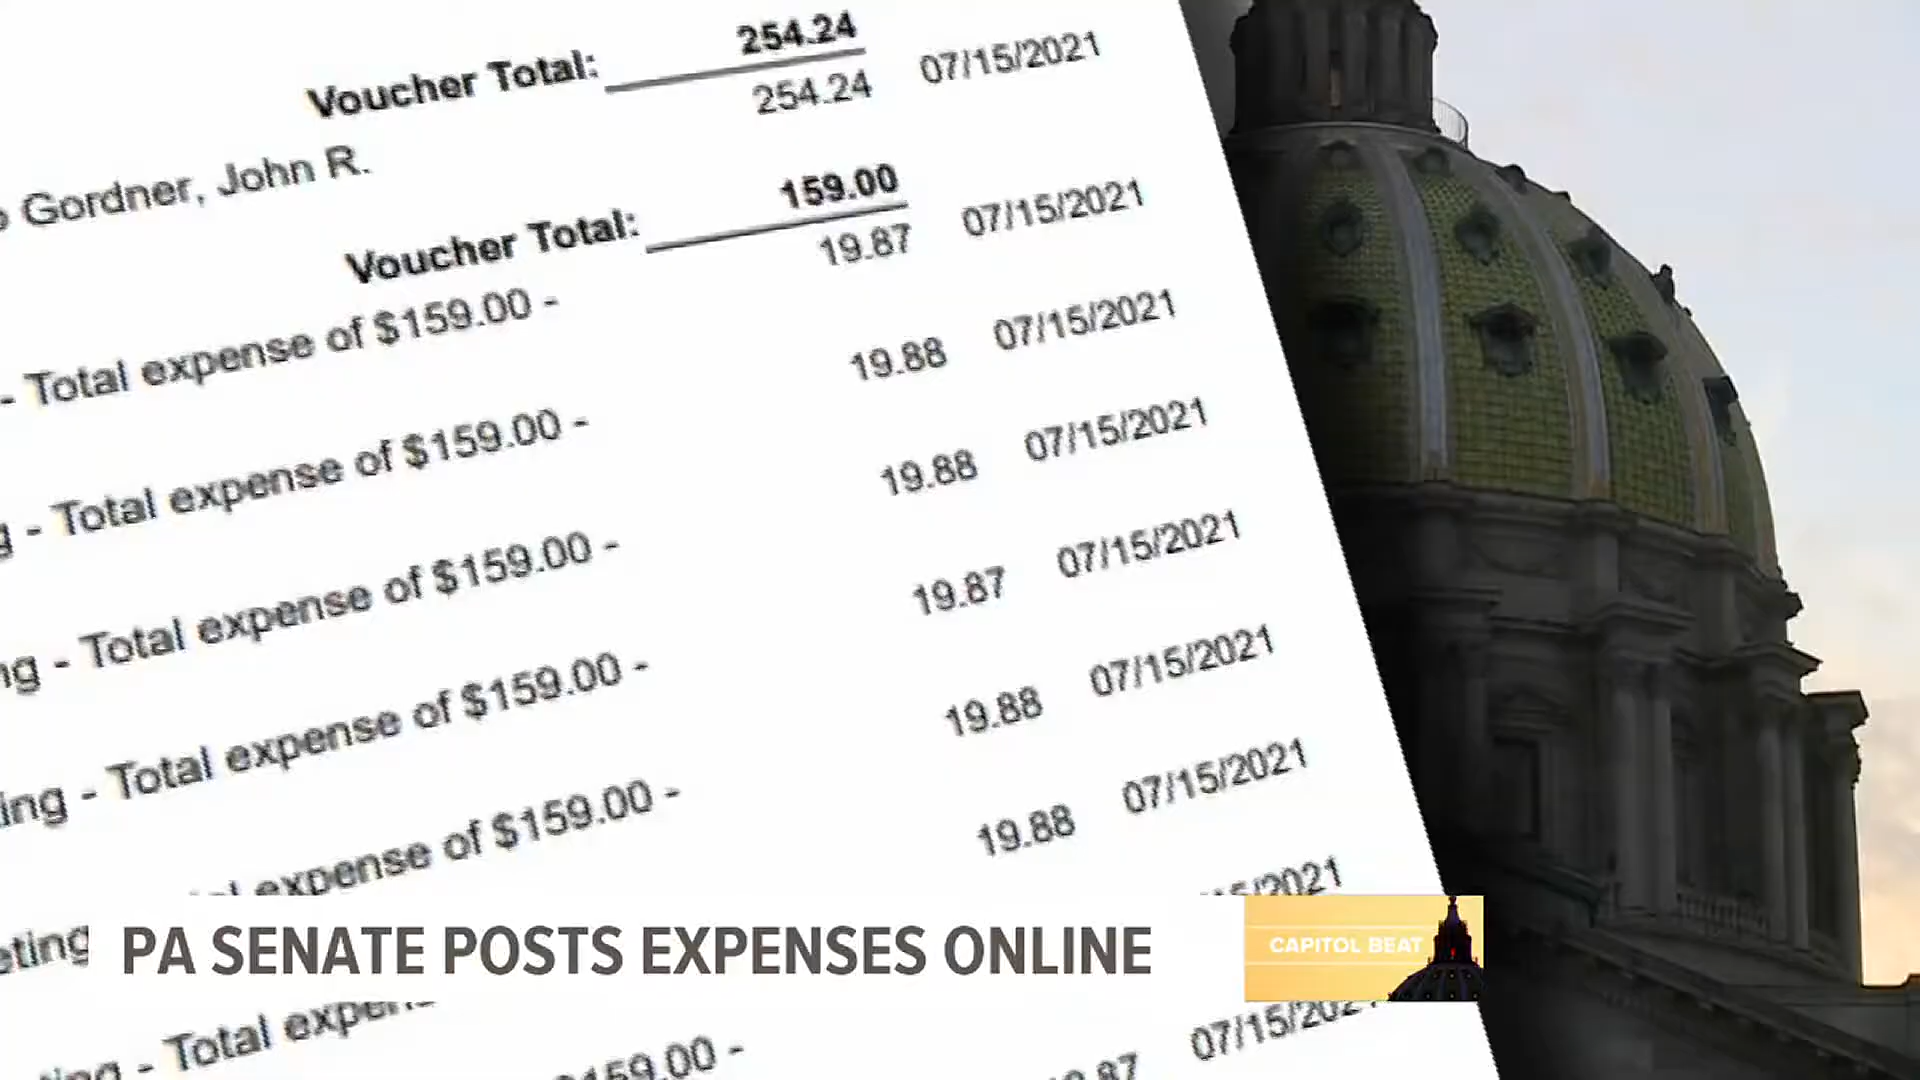 254.24
Voucher Total:
254.24 07/15/2021
Gordner, John R.
159.00
Voucher Total:
19.87 07/15/2021
- Total expense of $159.00 -
19.88 07/15/2021
- Total expense of $159.00 -
19.88 07/15/2021
- Total expense of $159.00 -
19.87 07/15/2021
- Total expense of $159.00 -
19.88 07/15/2021
expense of $159.00 -
19.88 07/15/2021
PA SENATE POSTS EXPENSES ONLINE
CAPITOL BEAT
- Total
$159.00 -